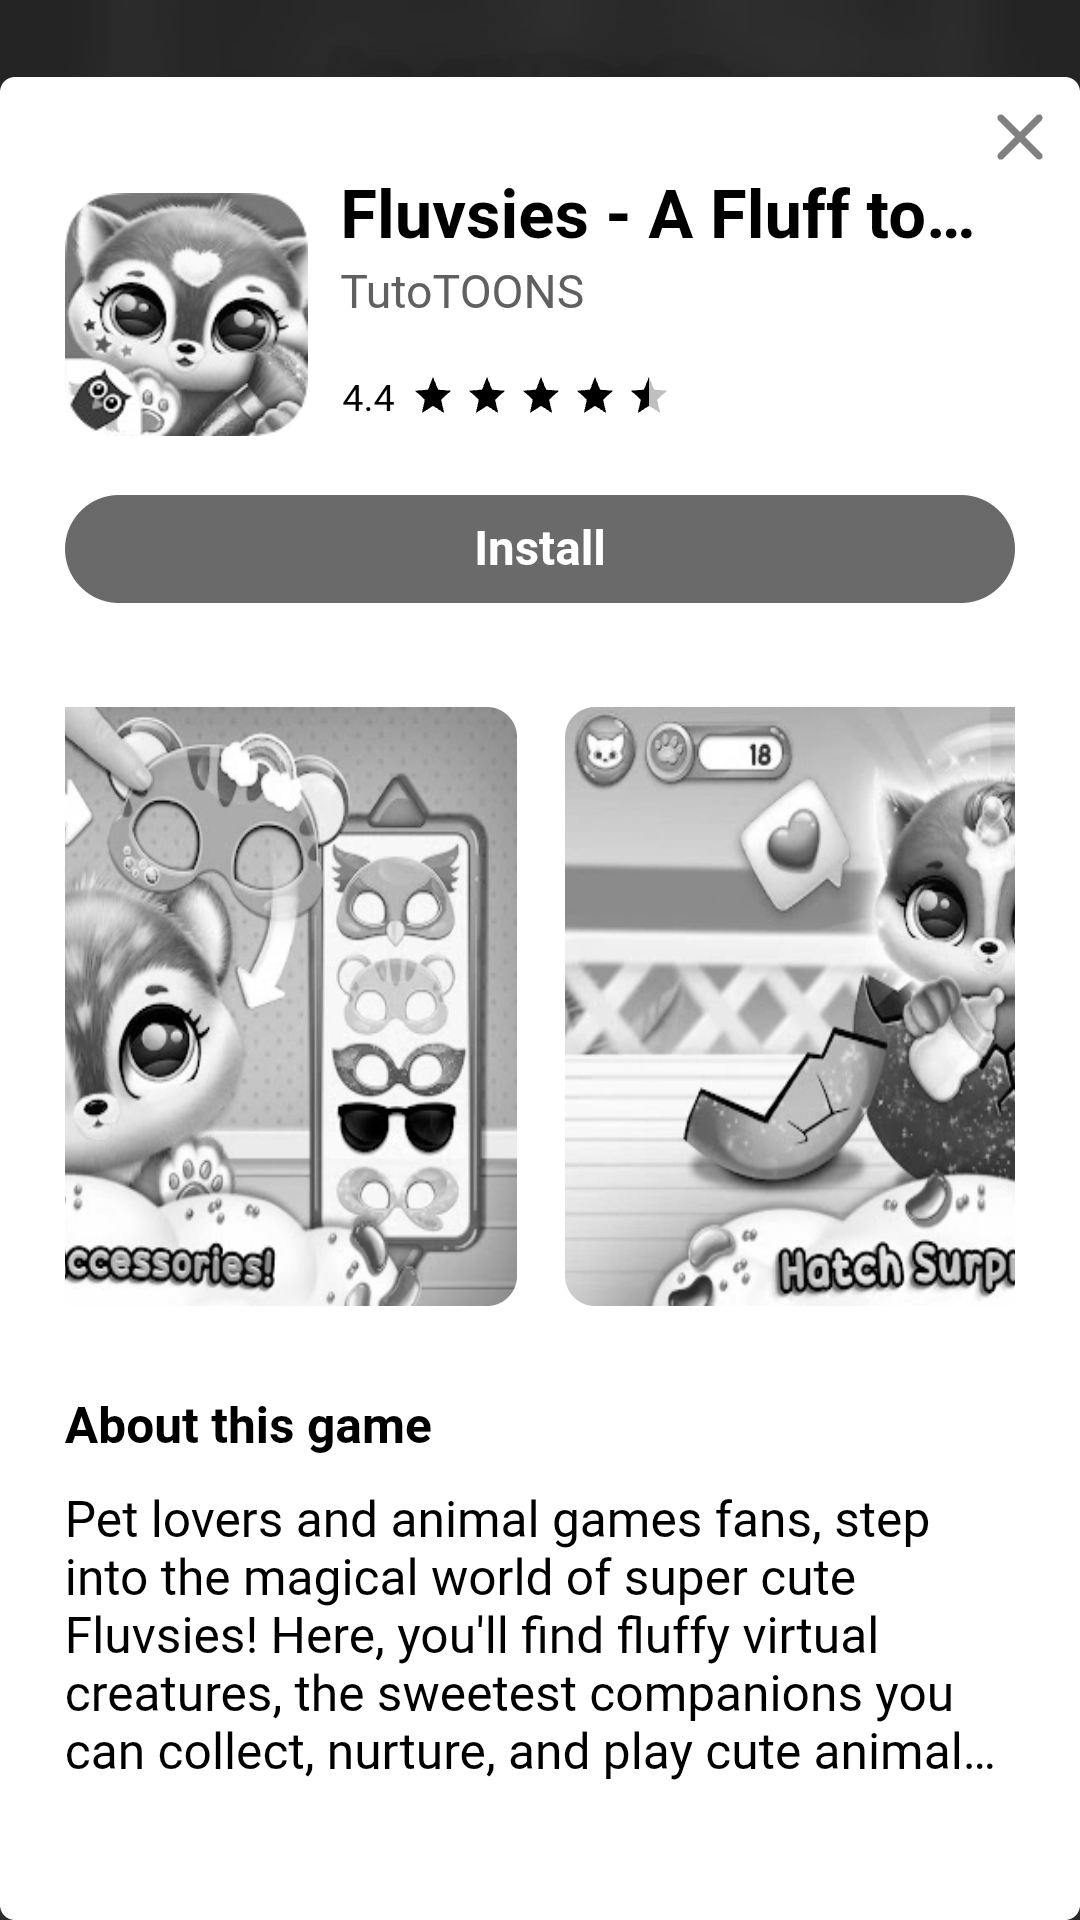 Fluvsies - A Fluff to...
TutoTOONS
4.4
Install
18
ccessories!
Hatch Surpr
About this game
Pet lovers and animal games fans, step
into the magical world of super cute
Fluvsies! Here, you'll find fluffy virtual
creatures, the sweetest companions you
can collect, nurture, and play cute animal...